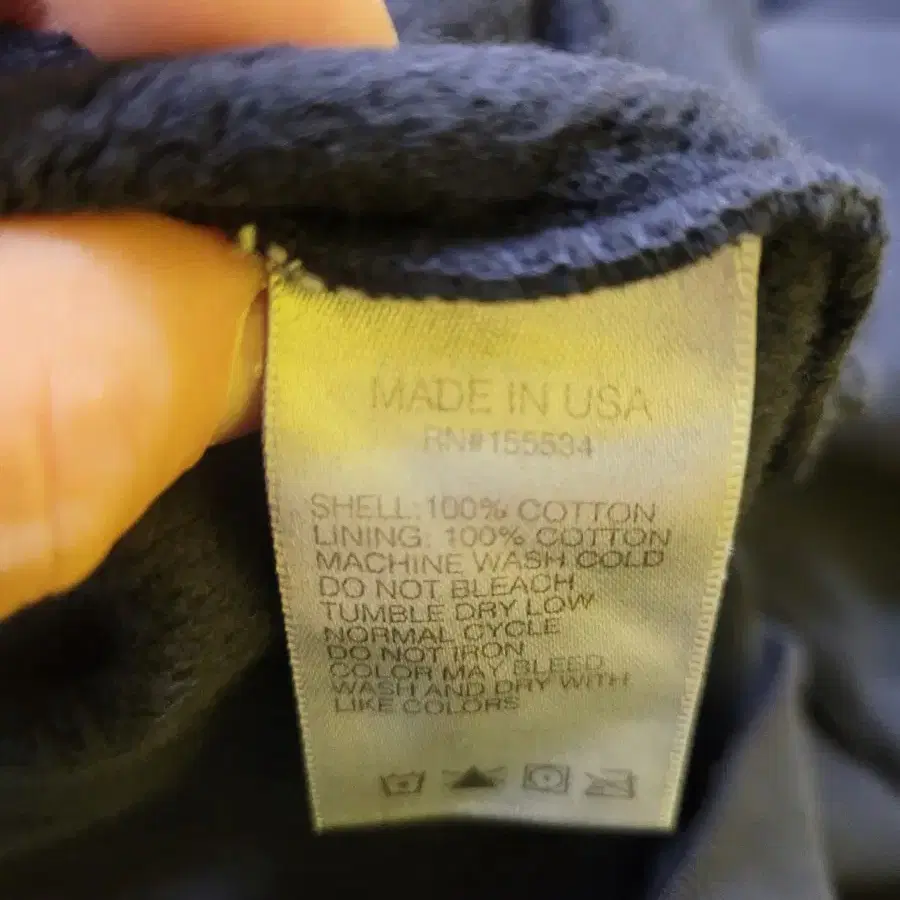 MADE IN USA
RN#155534
SHELL: 100% COTTON
LINING: 100% COTTON
MACHINE WASH COLD
DO NOT BLEACH
TUMBLE DRY LOW
NORMAL CYCLE
DO NOT IRON
COLOR MAY BLEED
WASH AND DRY WITH
LIKE COLORS